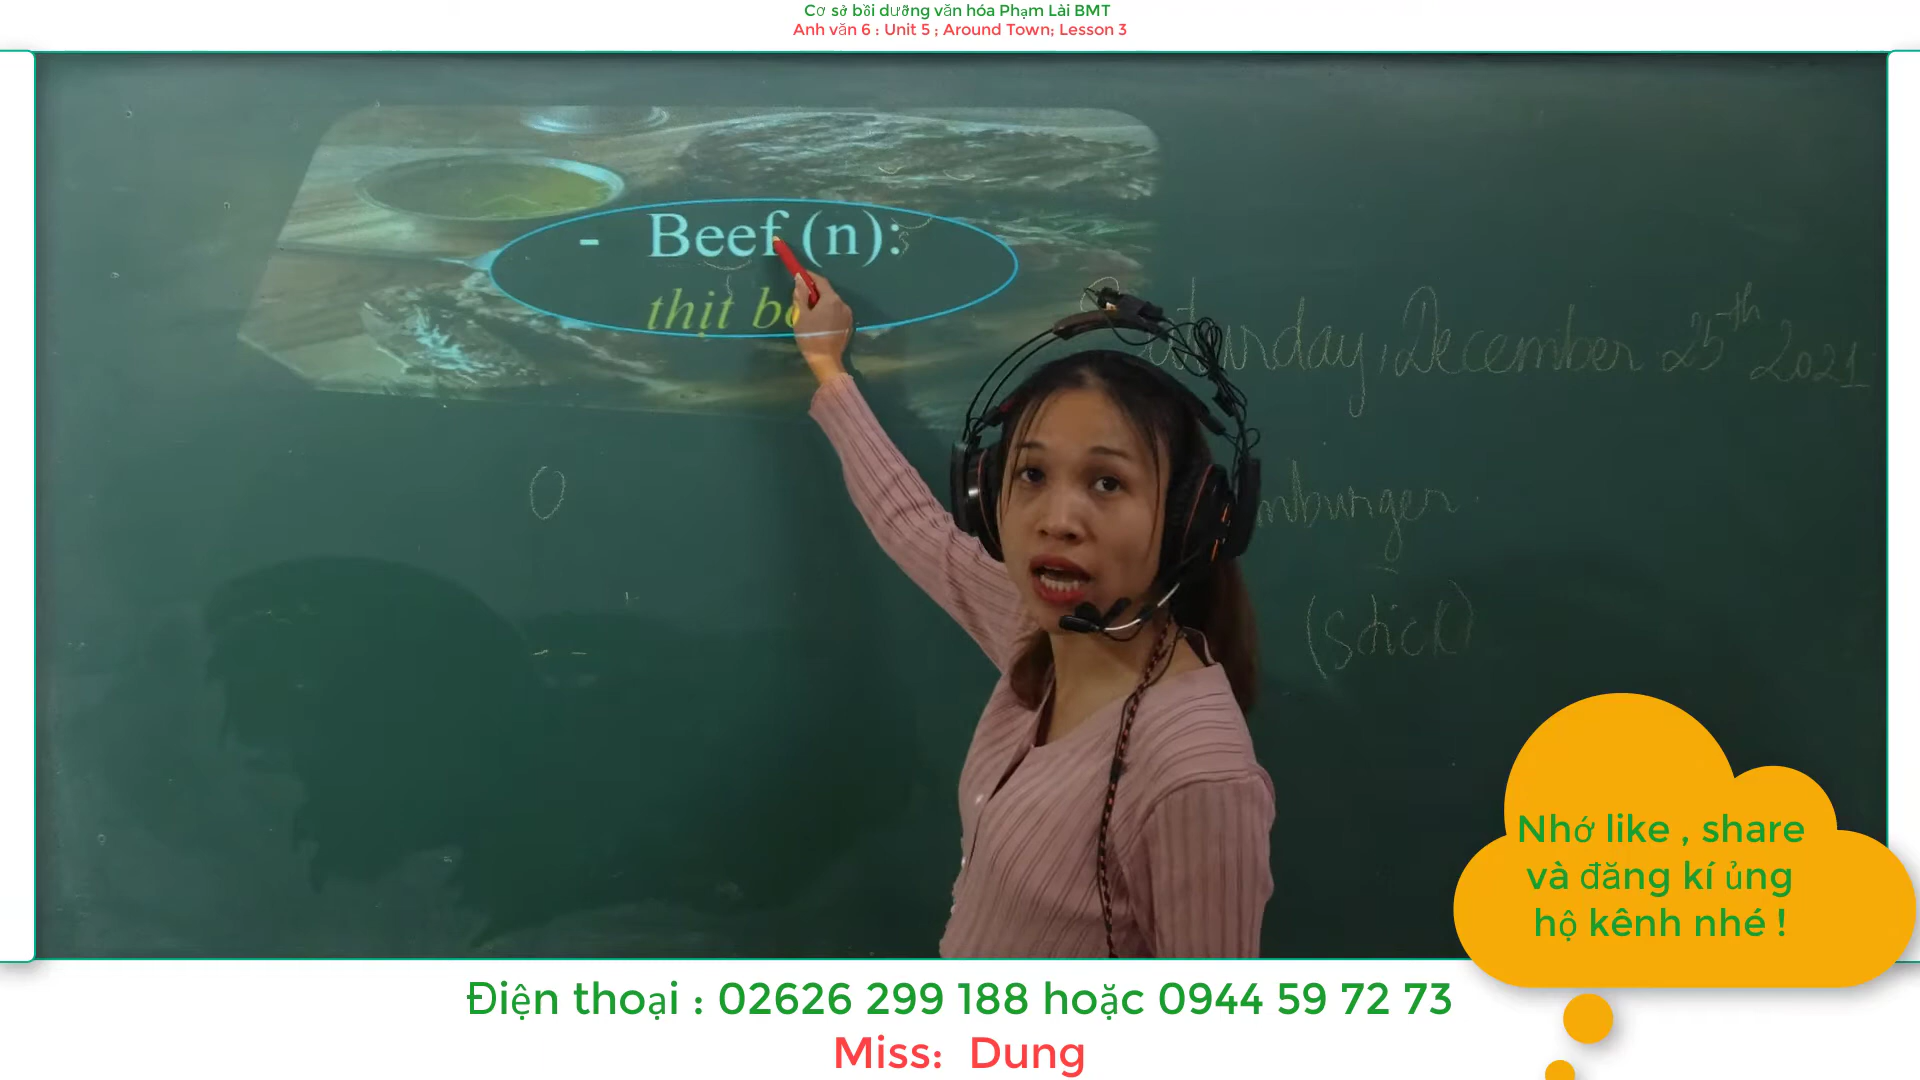 Cơ sở bồi dưỡng văn hóa Phạm Lài BMT
Anh văn 6 : Unit 5 ; Around Town; Lesson 3
- Beef (n):
thịt
Saturday, December 25th 2021
(stick)
Nhớ like , share
và đăng kí ủng
hộ kênh nhé !
Điện thoại : 02626 299 188 hoặc 0944 59 72 73
Miss: Dung